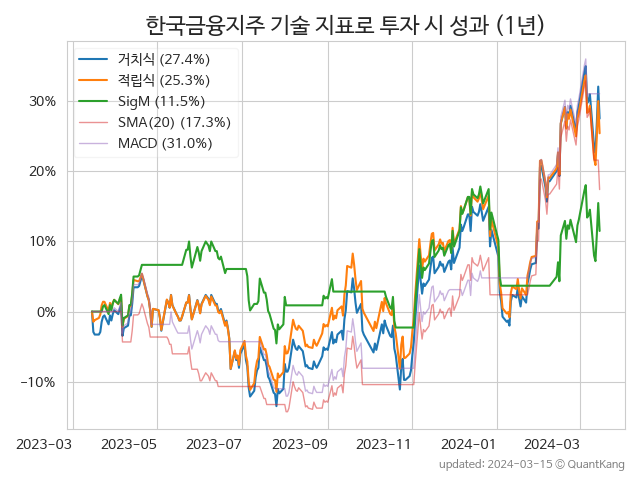 한국금융지주 기술 지표로 투자 시 성과 (1년)
거치식 (27.4%)
적립식 (25.3%)
SigM (11.5%)
SMA(20) (17.3%)
MACD (31.0%)
30%
20%
10%
0%
−10%
2023-03 2023-05 2023-07 2023-09 2023-11 2024-01 2024-03
updated: 2024-03-15 ⓒ QuantKang